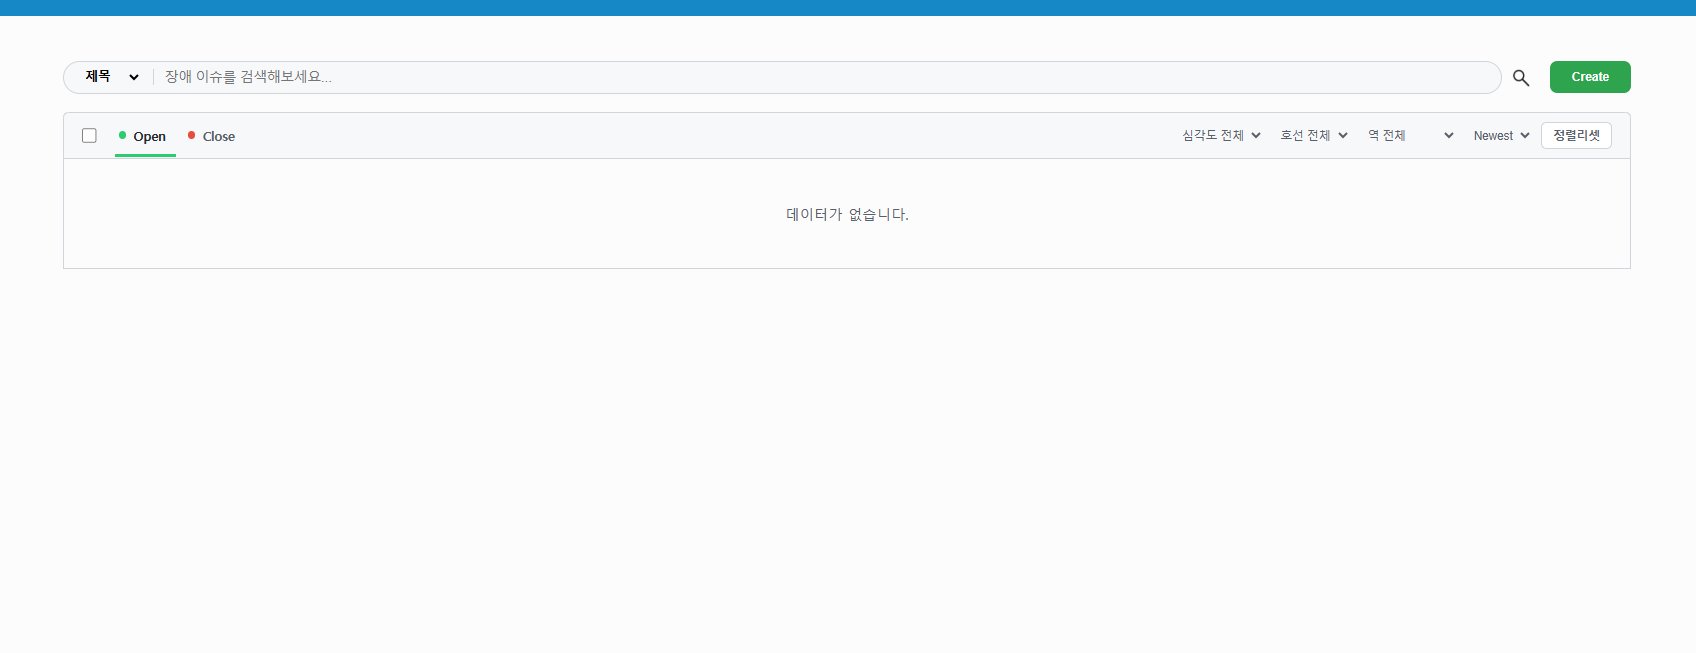 제목 장애 이슈를 검색해보세요... Create
Open Close 심각도 전체 호선 전체 역 전체 Newest 정렬리셋
데이터가 없습니다.